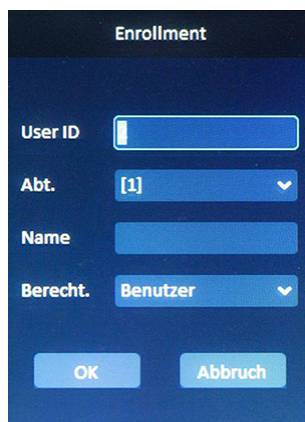 Enrollment
User ID
Abt. [1]
Name
Berecht. Benutzer
OK Abbruch